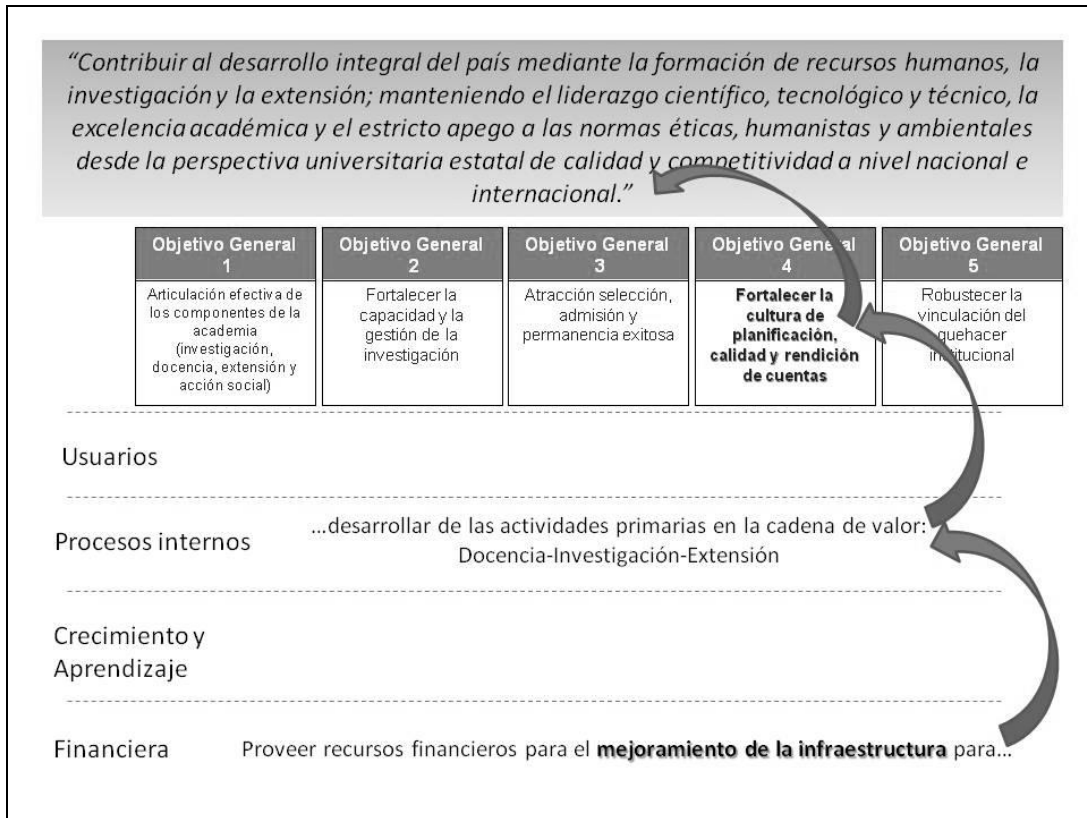 “Contribuir al desarrollo integral del país mediante la formación de recursos humanos, la
investigación y la extensión; manteniendo el liderazgo científico, tecnológico y técnico, la
excelencia académica y el estricto apego a las normas éticas, humanistas y ambientales
desde la perspectiva universitaria estatal de calidad y competitividad a nivel nacional e
internacional.”
Objetivo General
1
Articulación efectiva de
los componentes de la
academia
(investigación,
docencia, extensión y
acción social)
Objetivo General
2
Fortalecer la
capacidad y la
gestión de la
investigación
Objetivo General
3
Atracción selección,
admisión y
permanencia exitosa
Objetivo General
4
Fortalecer la
cultura de
planificación,
calidad y rendición
de cuentas
Objetivo General
5
Robustecer la
vinculación del
quehacer
institucional
Usuarios
Procesos internos
...desarrollar de las actividades primarias en la cadena de valor:
Docencia-Investigación-Extensión
Crecimiento y
Aprendizaje
Financiera
Proveer recursos financieros para el mejoramiento de la infraestructura para...